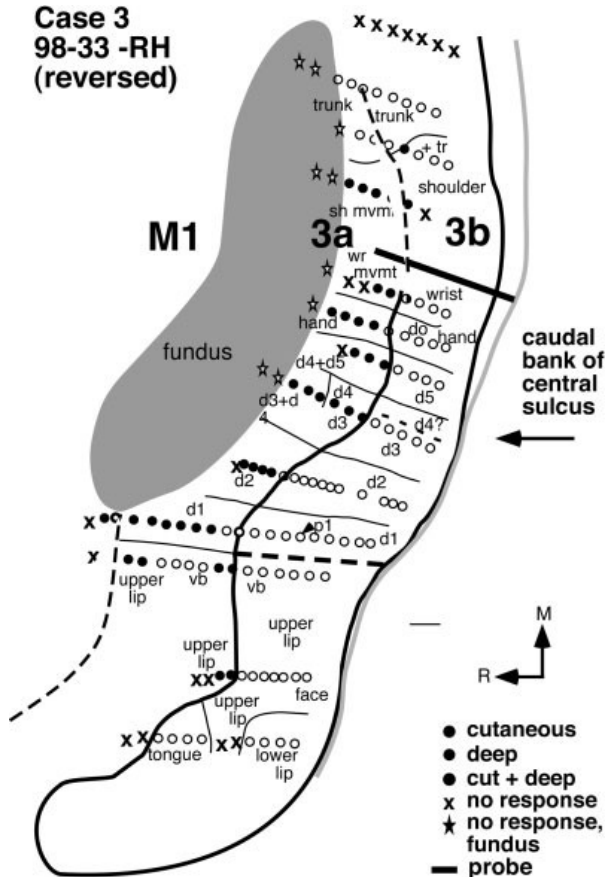 Case 3
98-33 -RH
(reversed)
x x x x x x x
trunk
trunk
+ tr
shoulder
sh mvm
x
M1
3a
3b
wr
mvmt
x x
wrist
hand
do
hand
fundus
d4+d5
x
d5
caudal
bank of
central
sulcus
d3+d
4
d4
d3
d4?
d3
x
d2
d2
x
d1
p1
d1
x
upper
lip
vb
vb
upper
lip
upper
lip
M
R
xx
upper
lip
face
x x
tongue
x x
lower
lip
cutaneous
deep
cut + deep
x no response
no response,
fundus
probe